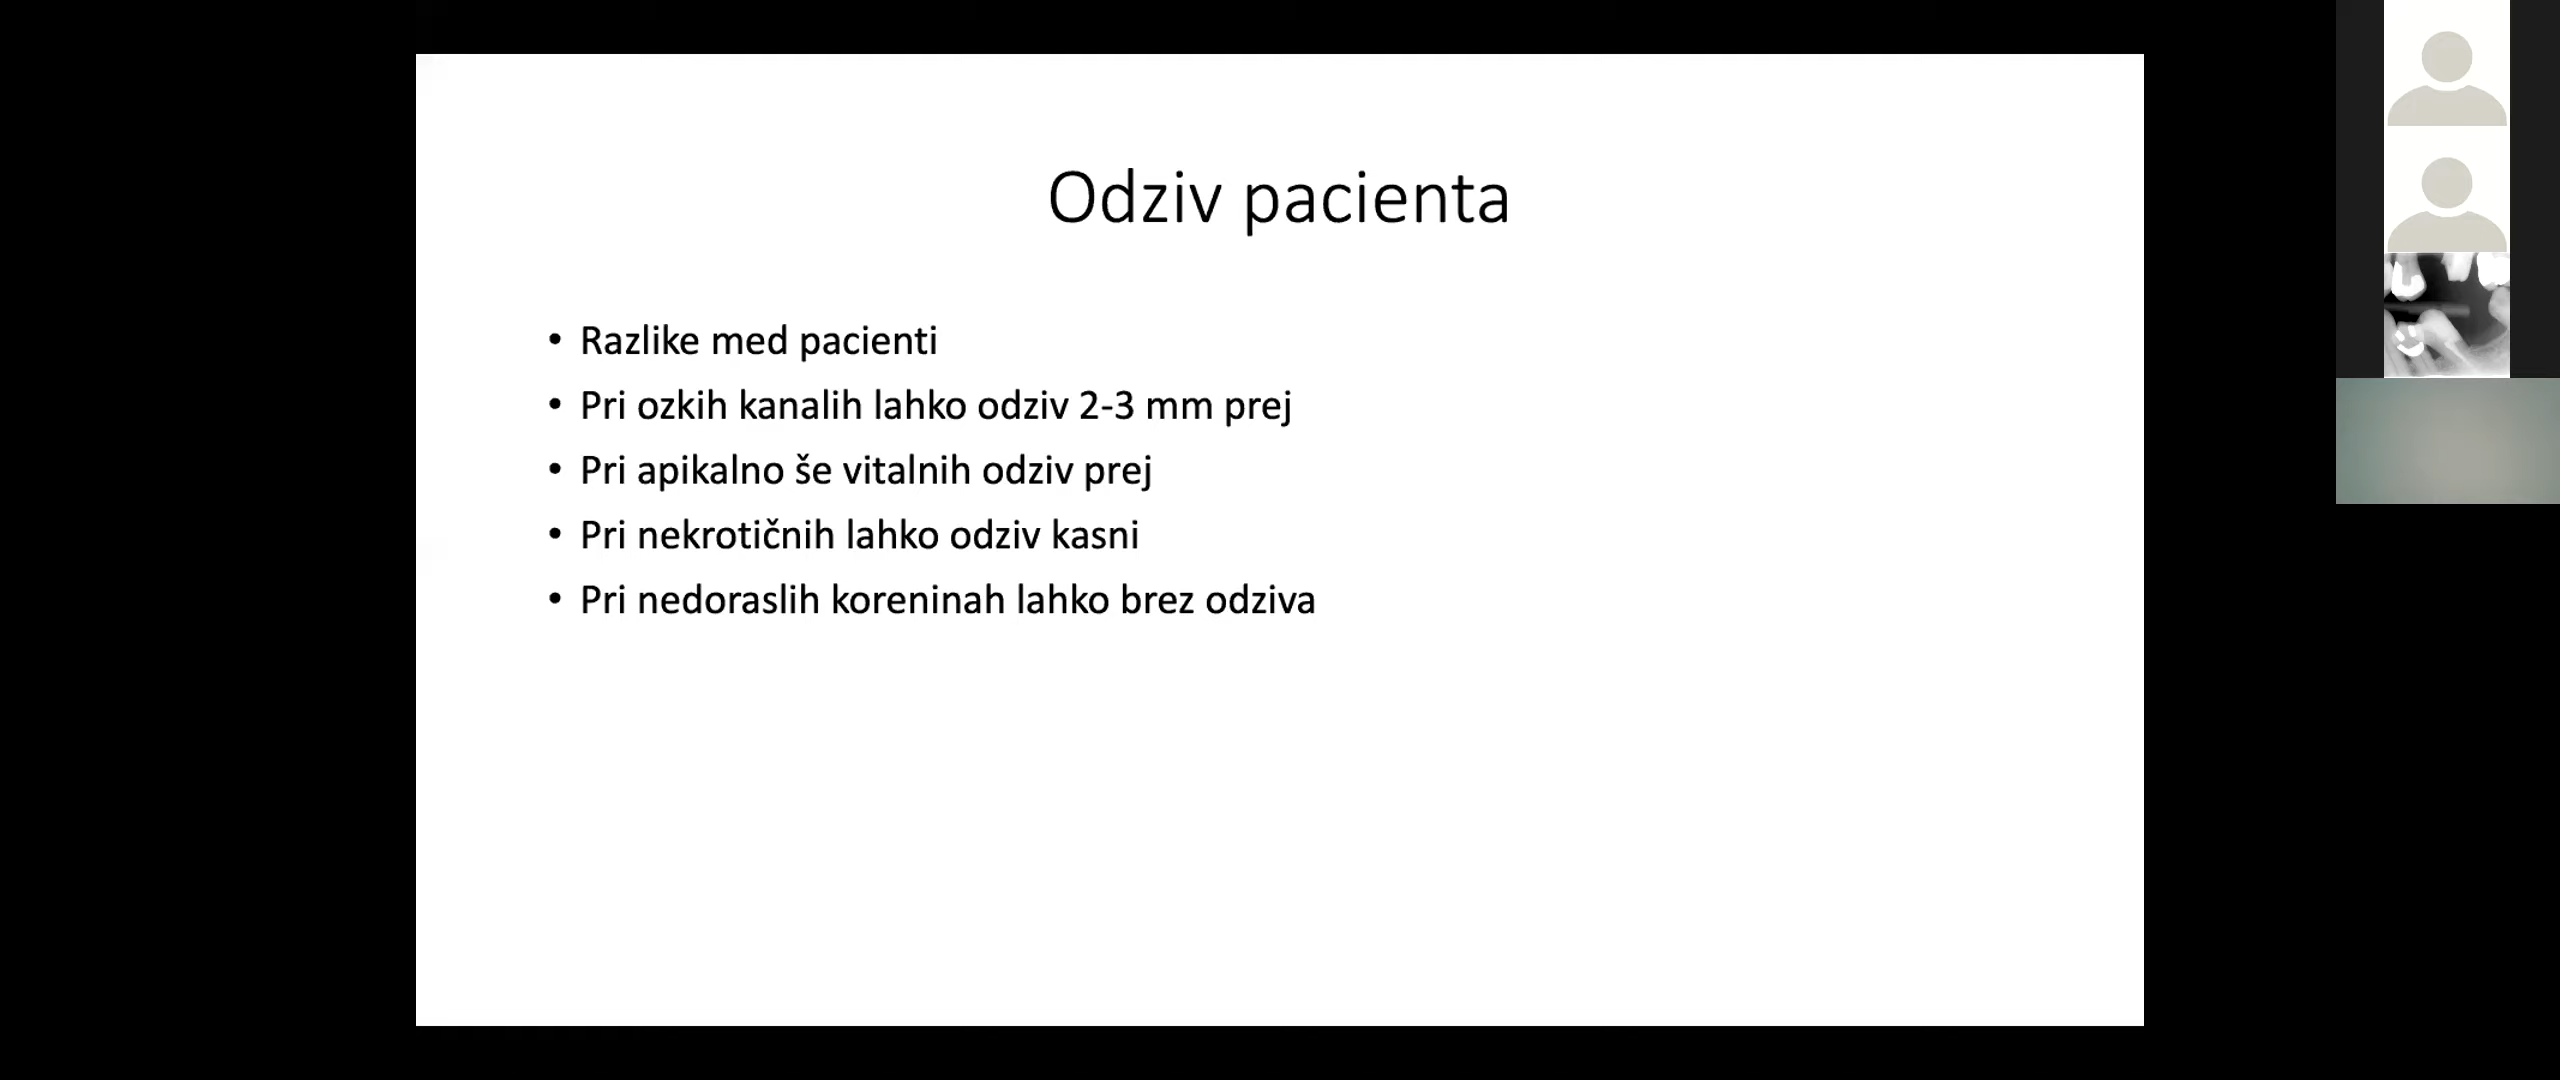 Odziv pacienta
• Razlike med pacienti
• Pri ozkih kanalih lahko odziv 2-3 mm prej
• Pri apikalno še vitalnih odziv prej
• Pri nekrotičnih lahko odziv kasni
• Pri nedoraslih koreninah lahko brez odziva